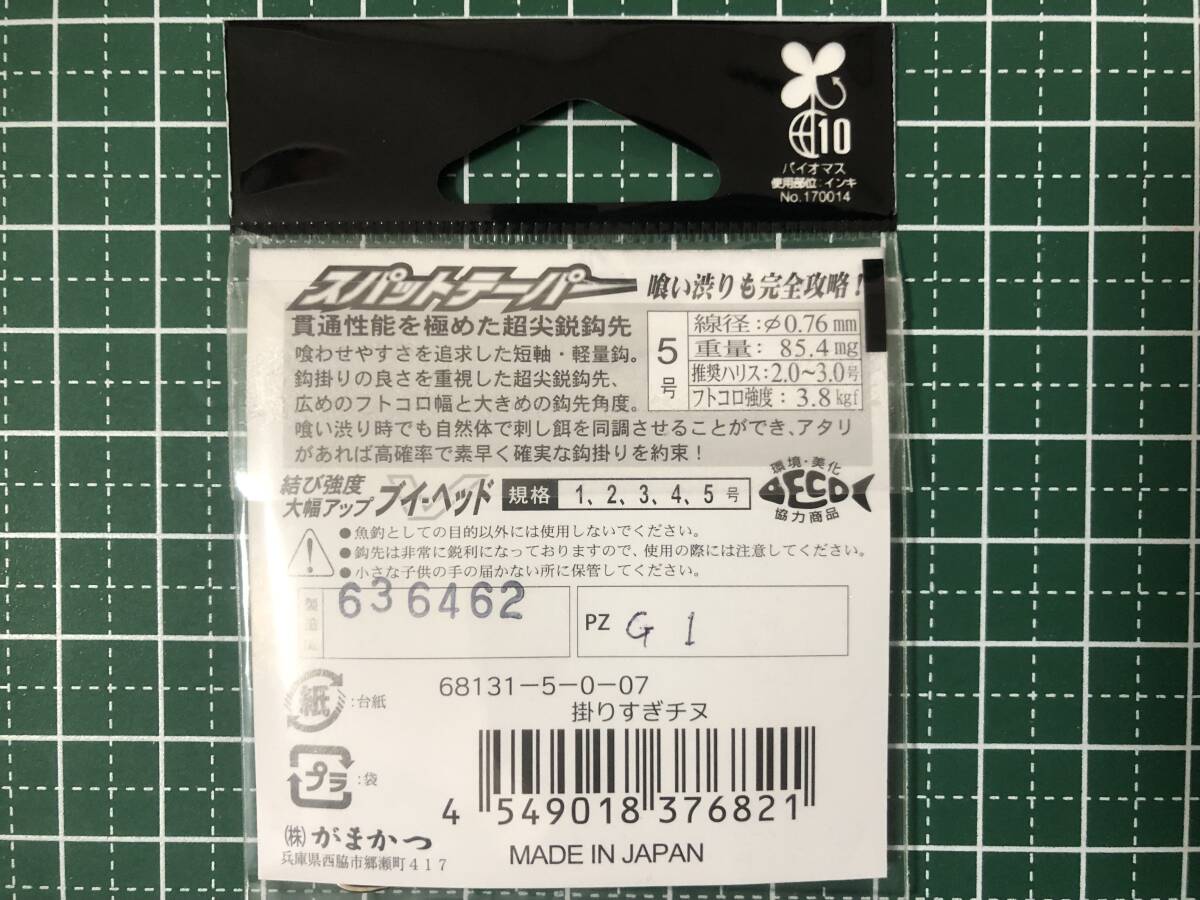 10
バイオマス
使用部位:インキ
No.170014
スパットテーパー
喰い渋りも完全攻略!
貫通性能を極めた超尖鋭鈎先
喰わせやすさを追求した短軸・軽量鈎。
鈎掛りの良さを重視した超尖鋭鈎先、
広めのフトコロ幅と大きめの鈎先角度。
喰い渋り時でも自然体で刺し餌を同調させることができ、アタリ
があれば高確率で素早く確実な鈎掛りを約束!
5号
線径:φ0.76mm
重量:85.4mg
推奨ハリス:2.0~3.0号
フトコロ強度:3.8kgf
結び強度
大幅アップ
ブイ-ヘッド
規格 1、2、3、4、5号
環境・美化
ECO
協力商品
●魚釣としての目的以外には使用しないでください。
●鈎先は非常に鋭利になっておりますので、使用の際には注意してください。
●小さな子供の手の届かない所に保管してください。
636462
PZ G1
68131-5-0-07
掛りすぎチヌ
紙:台紙
プラ:袋
4 549018 376821
(株)がまかつ
兵庫県西脇市郷瀬町417
MADE IN JAPAN